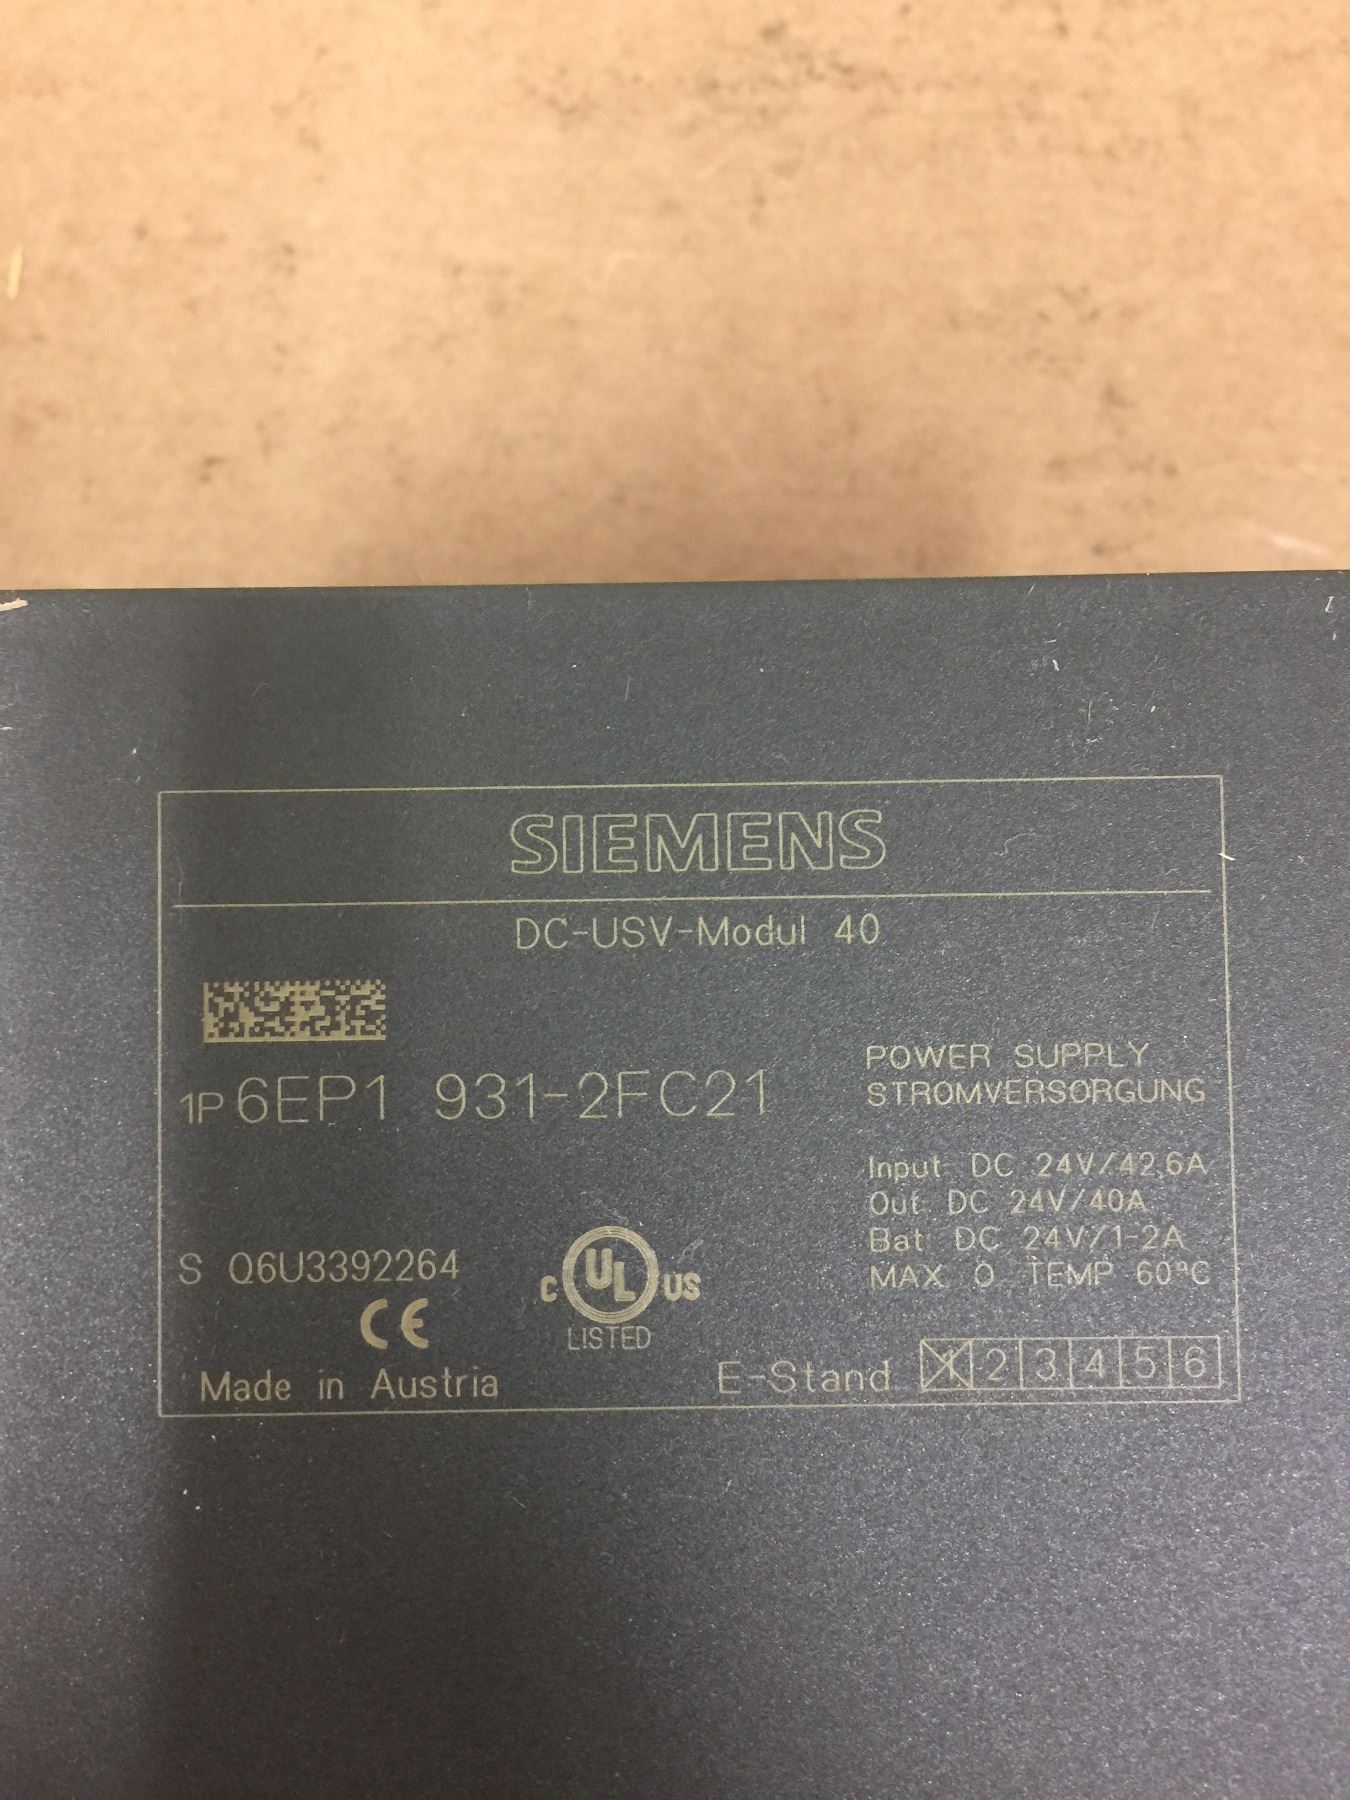 SIEMENS
DC-USV-Modul 40
1P 6EP1 931-2FC21
POWER SUPPLY
STROMVERSORGUNG
Input: DC 24V/42,6A
Out: DC 24V/40A
Bat: DC 24V/1-2A
MAX. O. TEMP 60°C
S Q6U3392264
C UL US
LISTED
CE
Made in Austria
E-Stand 1 2 3 4 5 6